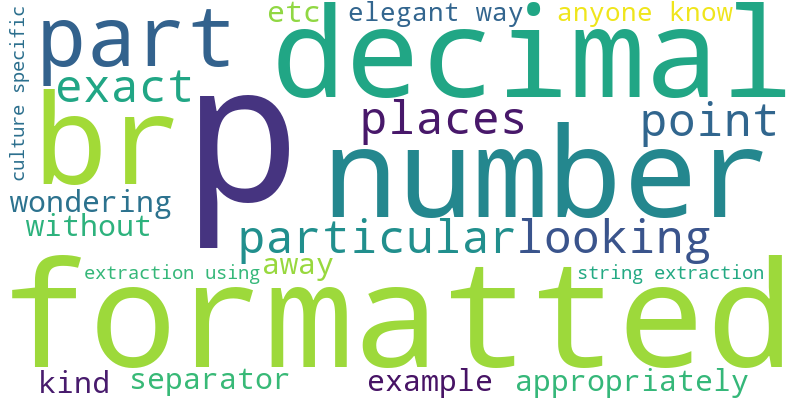 culture specific
part
etc
elegant way
anyone know
decimal
exact
br
p
places
point
number
wondering
without
particular
looking
formatted
extraction using
away
string extraction
kind
separator
example
appropriately